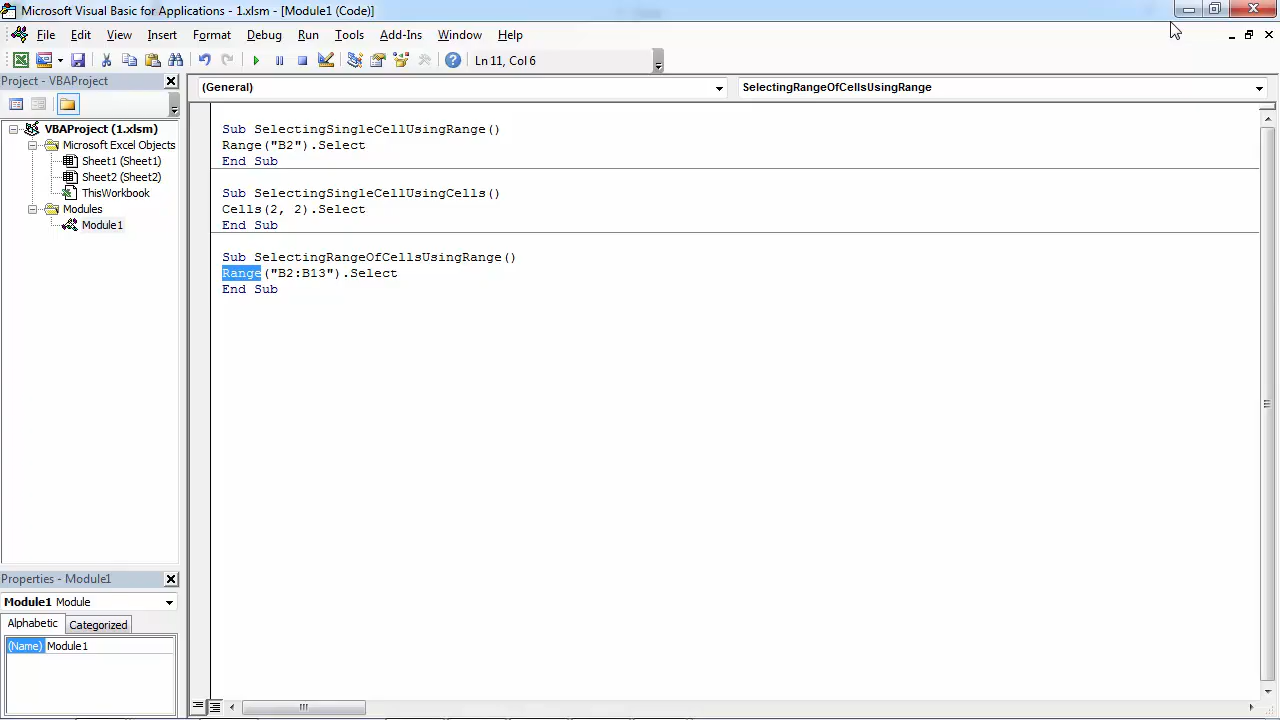 Microsoft Visual Basic for Applications - 1.xlsm - [Module1 (Code)]
File Edit View Insert Format Debug Run Tools Add-Ins Window Help
Ln 11, Col 6
Project - VBAProject
(General)
SelectingRangeOfCellsUsingRange
VBAProject (1.xlsm)
Microsoft Excel Objects
Sheet1 (Sheet1)
Sheet2 (Sheet2)
ThisWorkbook
Modules
Module1
Sub SelectingSingleCellUsingRange()
Range("B2").Select
End Sub
Sub SelectingSingleCellUsingCells()
Cells(2, 2).Select
End Sub
Sub SelectingRangeOfCellsUsingRange()
Range("B2:B13").Select
End Sub
Properties - Module1
Module1 Module
Alphabetic Categorized
(Name) Module1